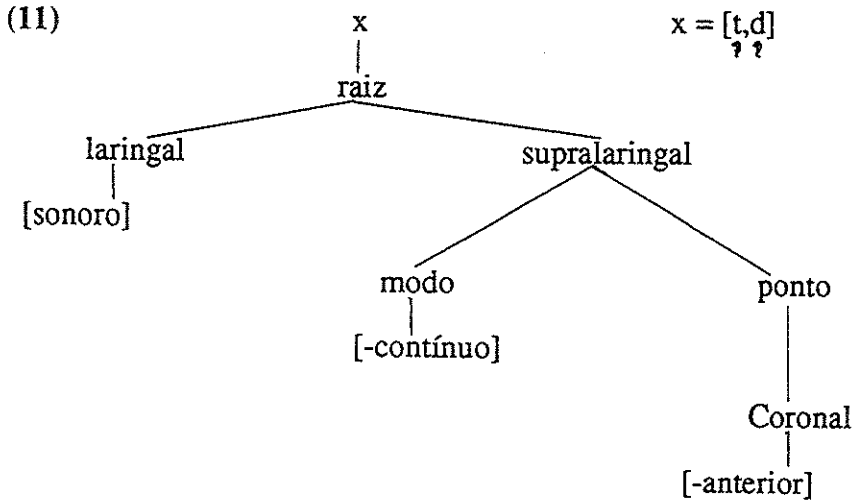 (11) x x = [t̡,d̡]
raiz
laringal supralaringal
[sonoro]
modo ponto
[-contínuo]
Coronal
[-anterior]